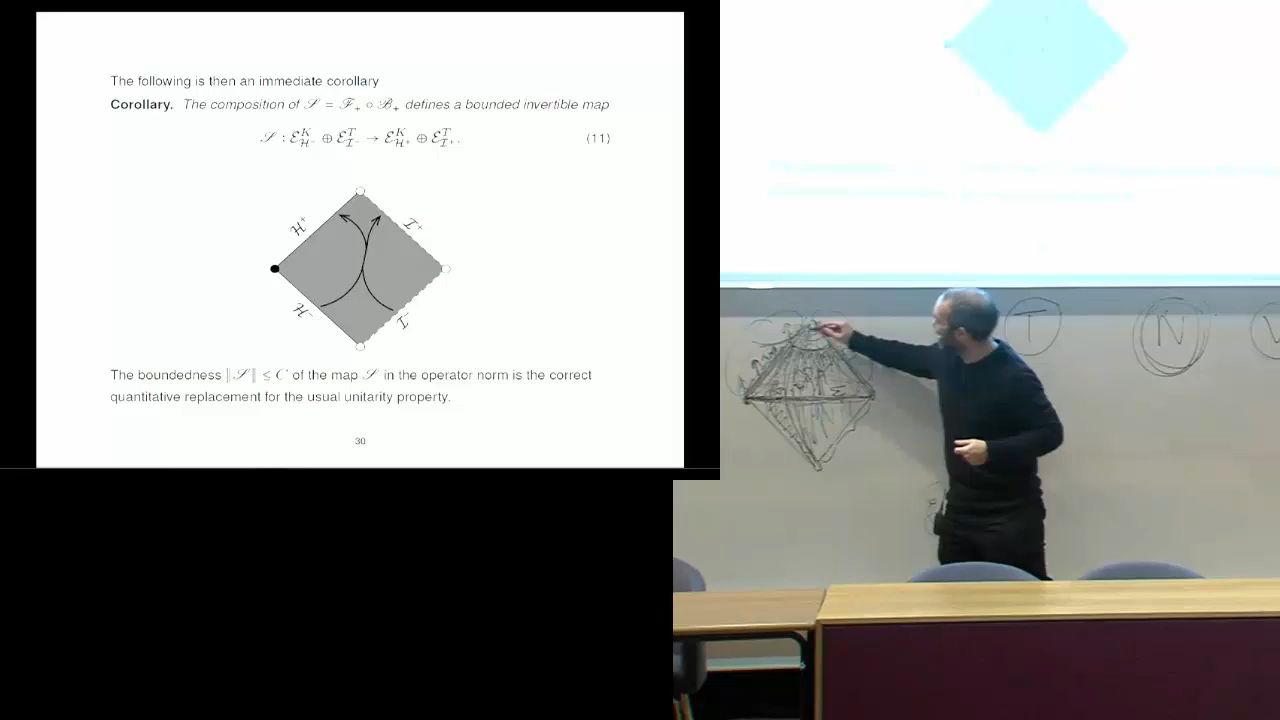 The following is then an immediate corollary
Corollary. The composition of 𝒮 = ℱ₊ ∘ ℬ₊ defines a bounded invertible map
𝒮 : ℰ^K_{ℋ⁻} ⊕ ℰ^T_{ℐ⁻} → ℰ^K_{ℋ⁺} ⊕ ℰ^T_{ℐ⁺}. (11)
ℋ⁺ ℐ⁺
ℋ⁻ ℐ⁻
The boundedness ‖𝒮‖ ≤ C of the map 𝒮 in the operator norm is the correct
quantitative replacement for the usual unitarity property.
30
T N